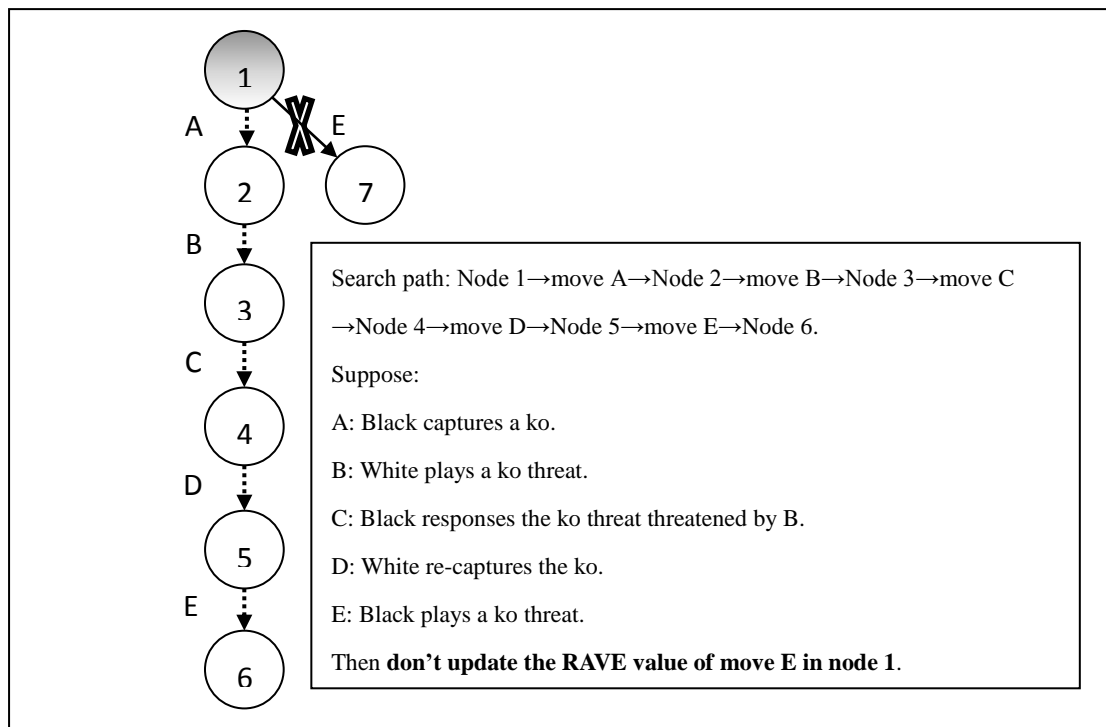 1
A
E
2
7
B
3
C
4
D
5
E
6
Search path: Node 1→move A→Node 2→move B→Node 3→move C
→Node 4→move D→Node 5→move E→Node 6.
Suppose:
A: Black captures a ko.
B: White plays a ko threat.
C: Black responses the ko threat threatened by B.
D: White re-captures the ko.
E: Black plays a ko threat.
Then don’t update the RAVE value of move E in node 1.